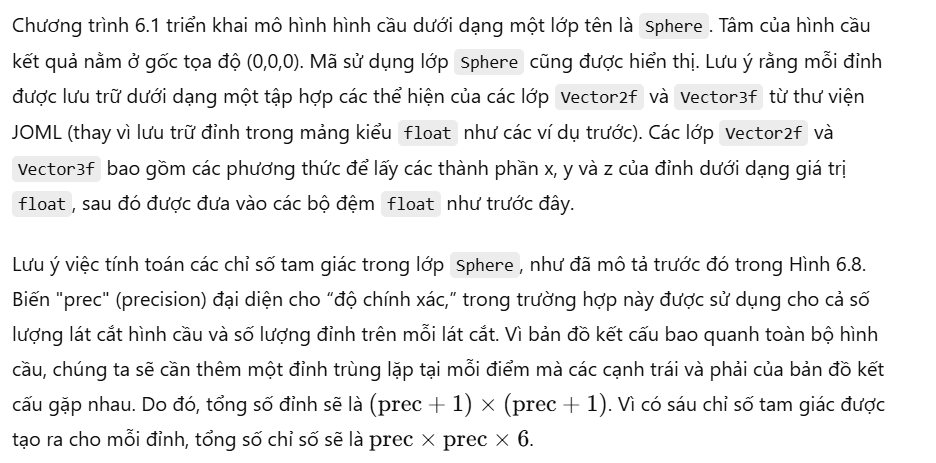 Chương trình 6.1 triển khai mô hình hình cầu dưới dạng một lớp tên là Sphere. Tâm của hình cầu
kết quả nằm ở gốc tọa độ (0,0,0). Mã sử dụng lớp Sphere cũng được hiển thị. Lưu ý rằng mỗi đỉnh
được lưu trữ dưới dạng một tập hợp các thể hiện của các lớp Vector2f và Vector3f từ thư viện
JOML (thay vì lưu trữ đỉnh trong mảng kiểu float như các ví dụ trước). Các lớp Vector2f và
Vector3f bao gồm các phương thức để lấy các thành phần x, y và z của đỉnh dưới dạng giá trị
float, sau đó được đưa vào các bộ đệm float như trước đây.
Lưu ý việc tính toán các chỉ số tam giác trong lớp Sphere, như đã mô tả trước đó trong Hình 6.8.
Biến "prec" (precision) đại diện cho “độ chính xác,” trong trường hợp này được sử dụng cho cả số
lượng lát cắt hình cầu và số lượng đỉnh trên mỗi lát cắt. Vì bản đồ kết cấu bao quanh toàn bộ hình
cầu, chúng ta sẽ cần thêm một đỉnh trùng lặp tại mỗi điểm mà các cạnh trái và phải của bản đồ kết
cấu gặp nhau. Do đó, tổng số đỉnh sẽ là (prec + 1) × (prec + 1). Vì có sáu chỉ số tam giác được
tạo ra cho mỗi đỉnh, tổng số chỉ số sẽ là prec × prec × 6.